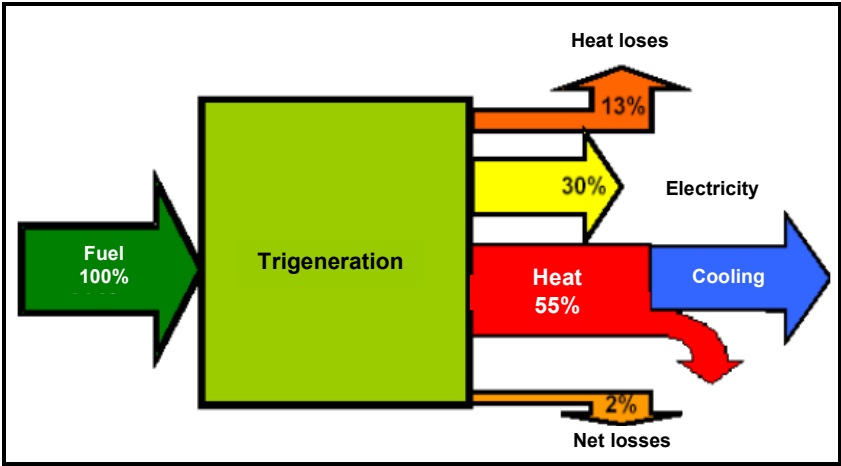 Heat loses
13%
30%
Electricity
Fuel
100%
Trigeneration
Heat
55%
Cooling
2%
Net losses